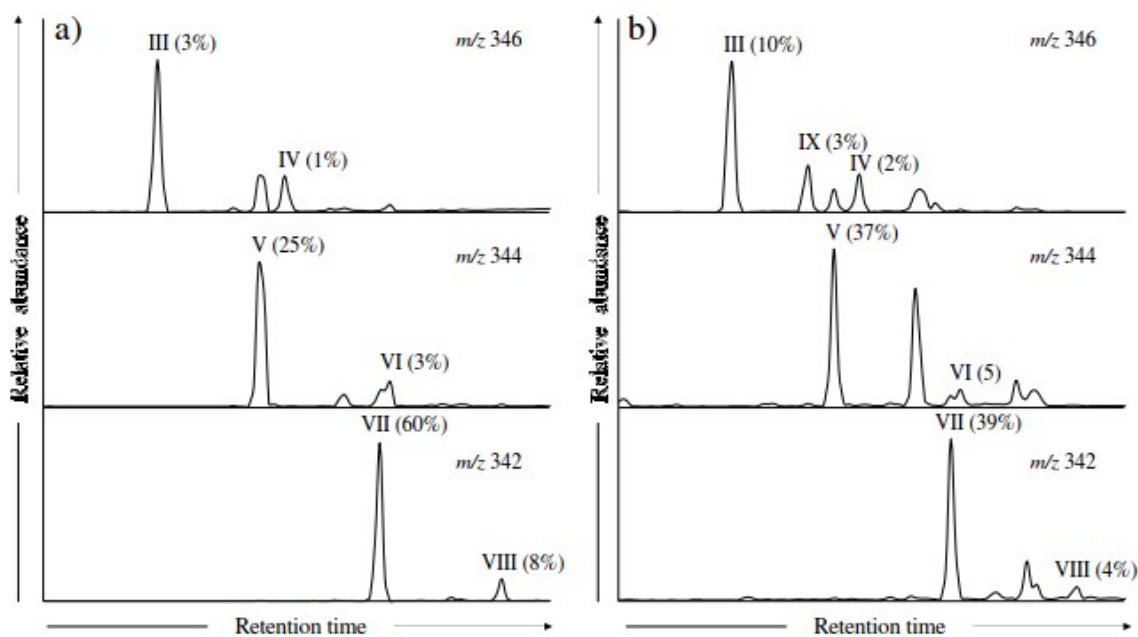 a)
III (3%)
m/z 346
IV (1%)
V (25%)
m/z 344
VI (3%)
VII (60%)
m/z 342
VIII (8%)
Relative abundance
Retention time
b)
III (10%)
m/z 346
IX (3%)
IV (2%)
V (37%)
m/z 344
VI (5)
VII (39%)
m/z 342
VIII (4%)
Relative abundance
Retention time